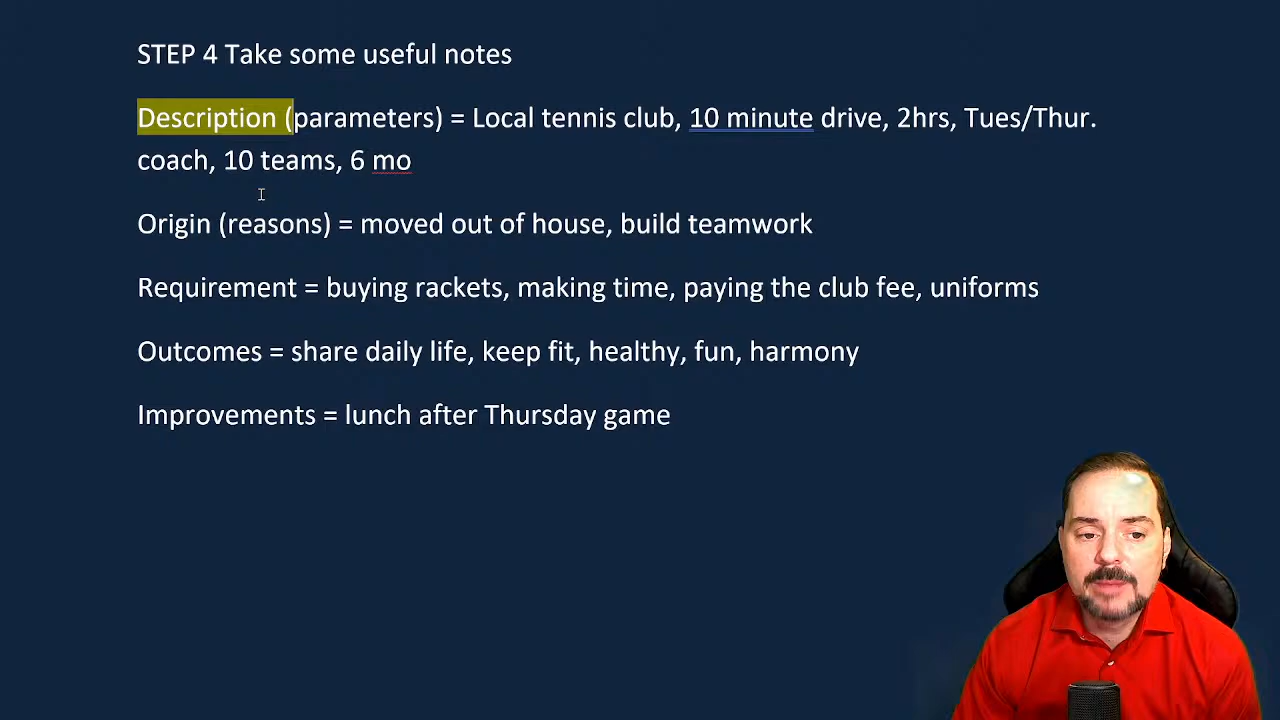 STEP 4 Take some useful notes
Description (parameters) = Local tennis club, 10 minute drive, 2hrs, Tues/Thur.
coach, 10 teams, 6 mo
Origin (reasons) = moved out of house, build teamwork
Requirement = buying rackets, making time, paying the club fee, uniforms
Outcomes = share daily life, keep fit, healthy, fun, harmony
Improvements = lunch after Thursday game